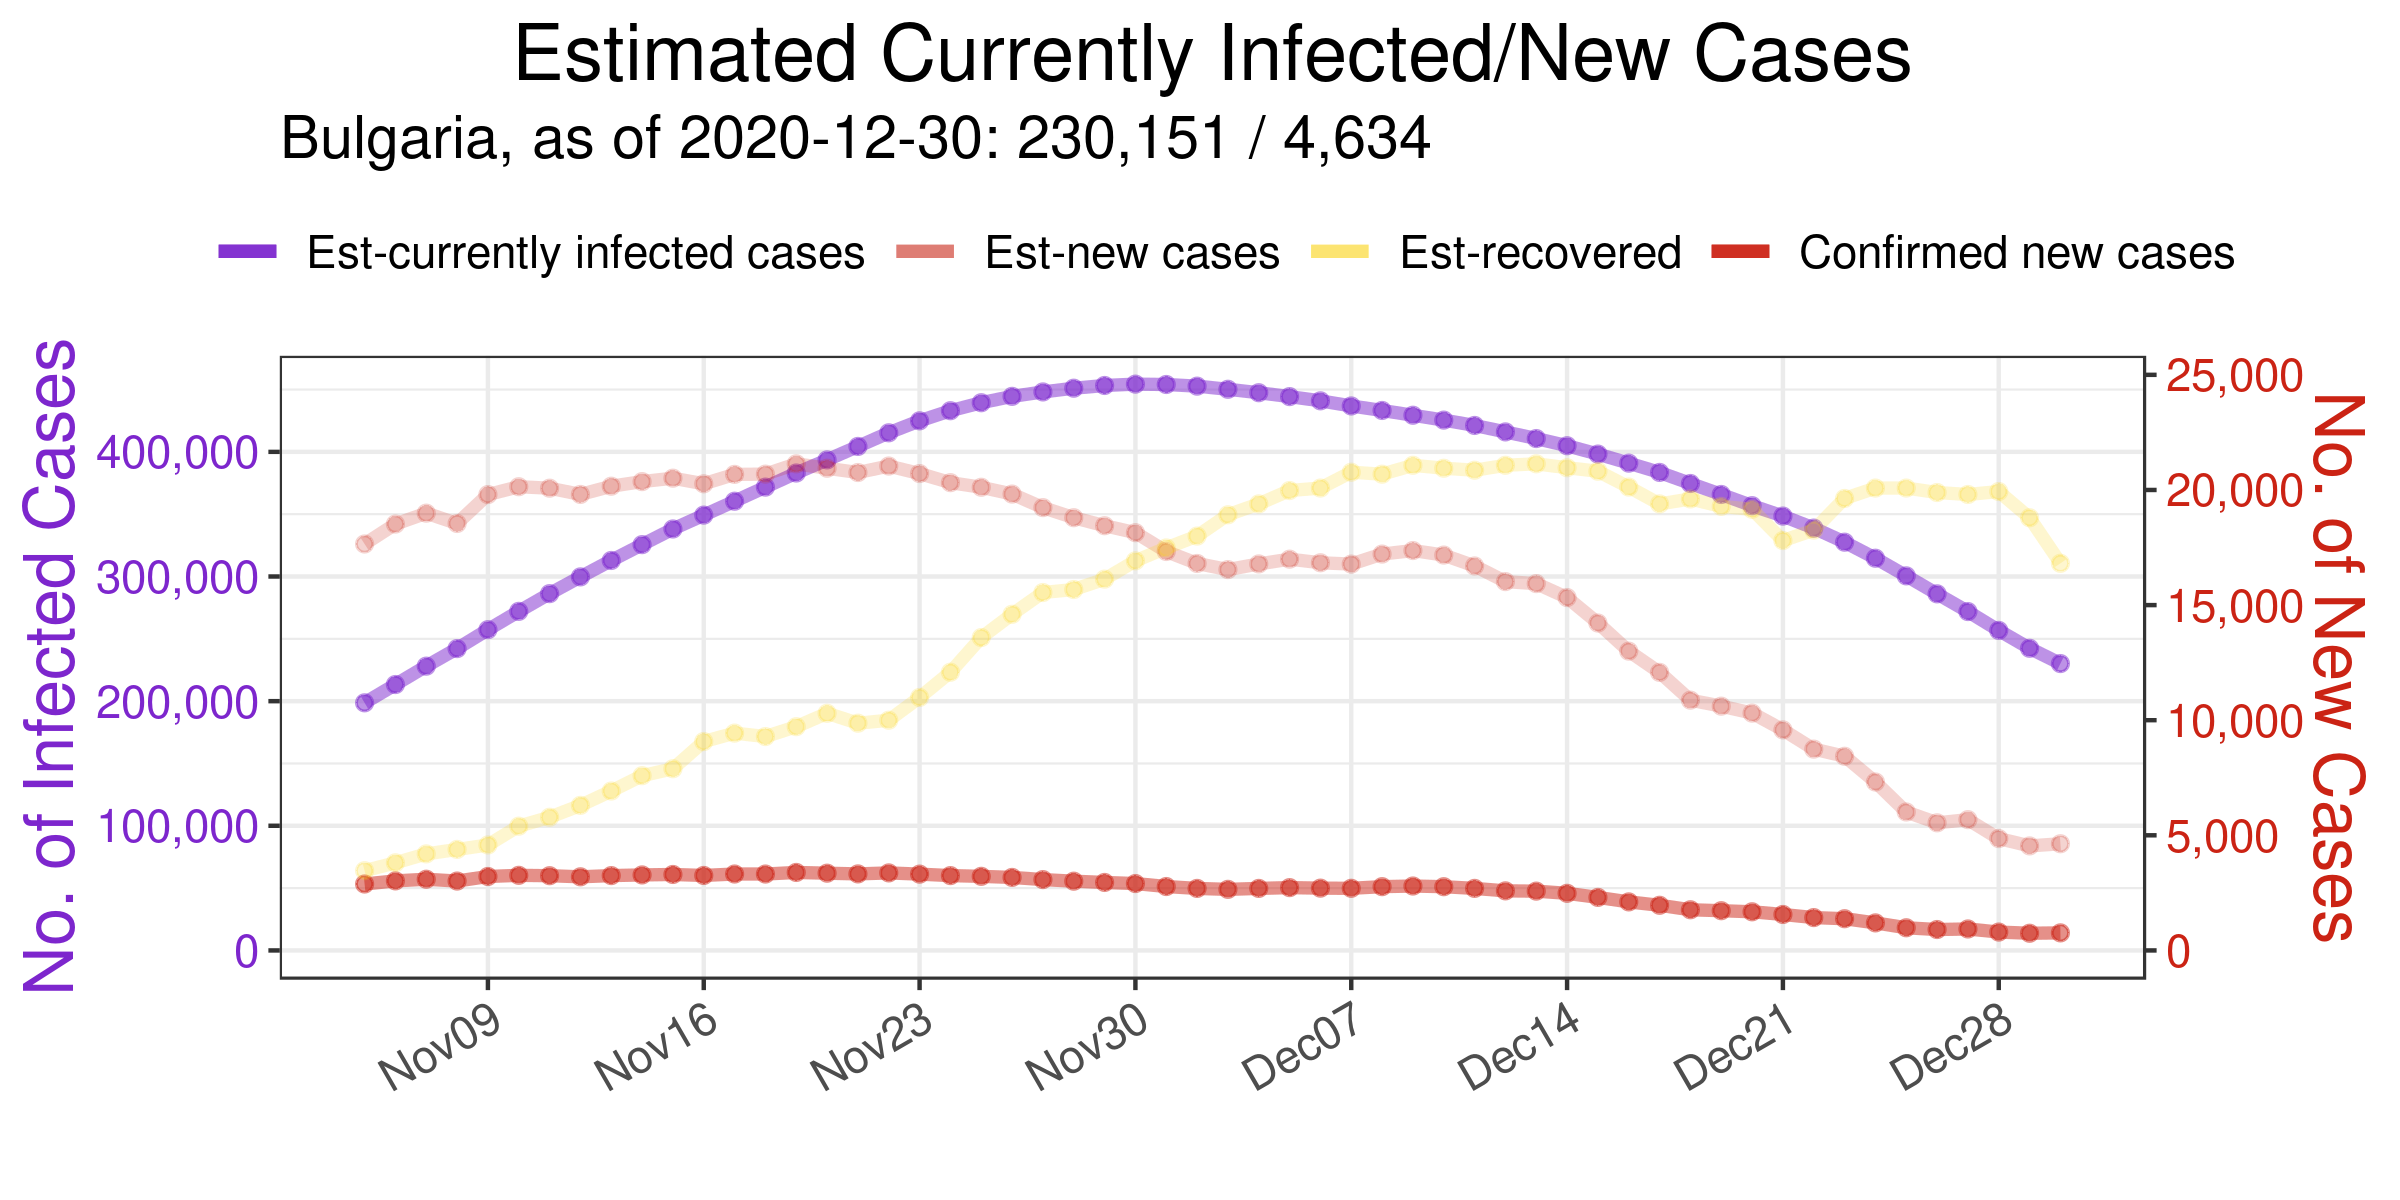 Estimated Currently Infected/New Cases
Bulgaria, as of 2020-12-30: 230,151 / 4,634
Est-currently infected cases Est-new cases Est-recovered Confirmed new cases
No. of Infected Cases
400,000
300,000
200,000
100,000
0
25,000
20,000
15,000
10,000
5,000
0
No. of New Cases
Nov09 Nov16 Nov23 Nov30 Dec07 Dec14 Dec21 Dec28